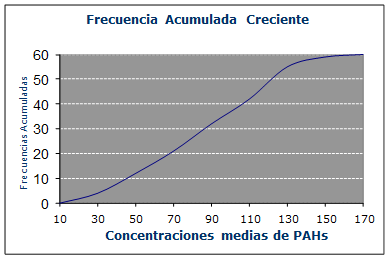 Frecuencia Acumulada Creciente
Frecuencias Acumuladas
60
50
40
30
20
10
0
10 30 50 70 90 110 130 150 170
Concentraciones medias de PAHs